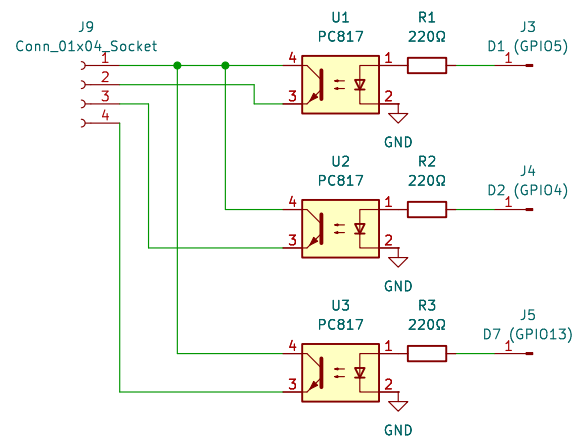 J9
Conn_01x04_Socket
1
2
3
4
U1
PC817
4
3
1
2
GND
R1
220Ω
J3
D1 (GPIO5)
1
U2
PC817
4
3
1
2
GND
R2
220Ω
J4
D2 (GPIO4)
1
U3
PC817
4
3
1
2
GND
R3
220Ω
J5
D7 (GPIO13)
1